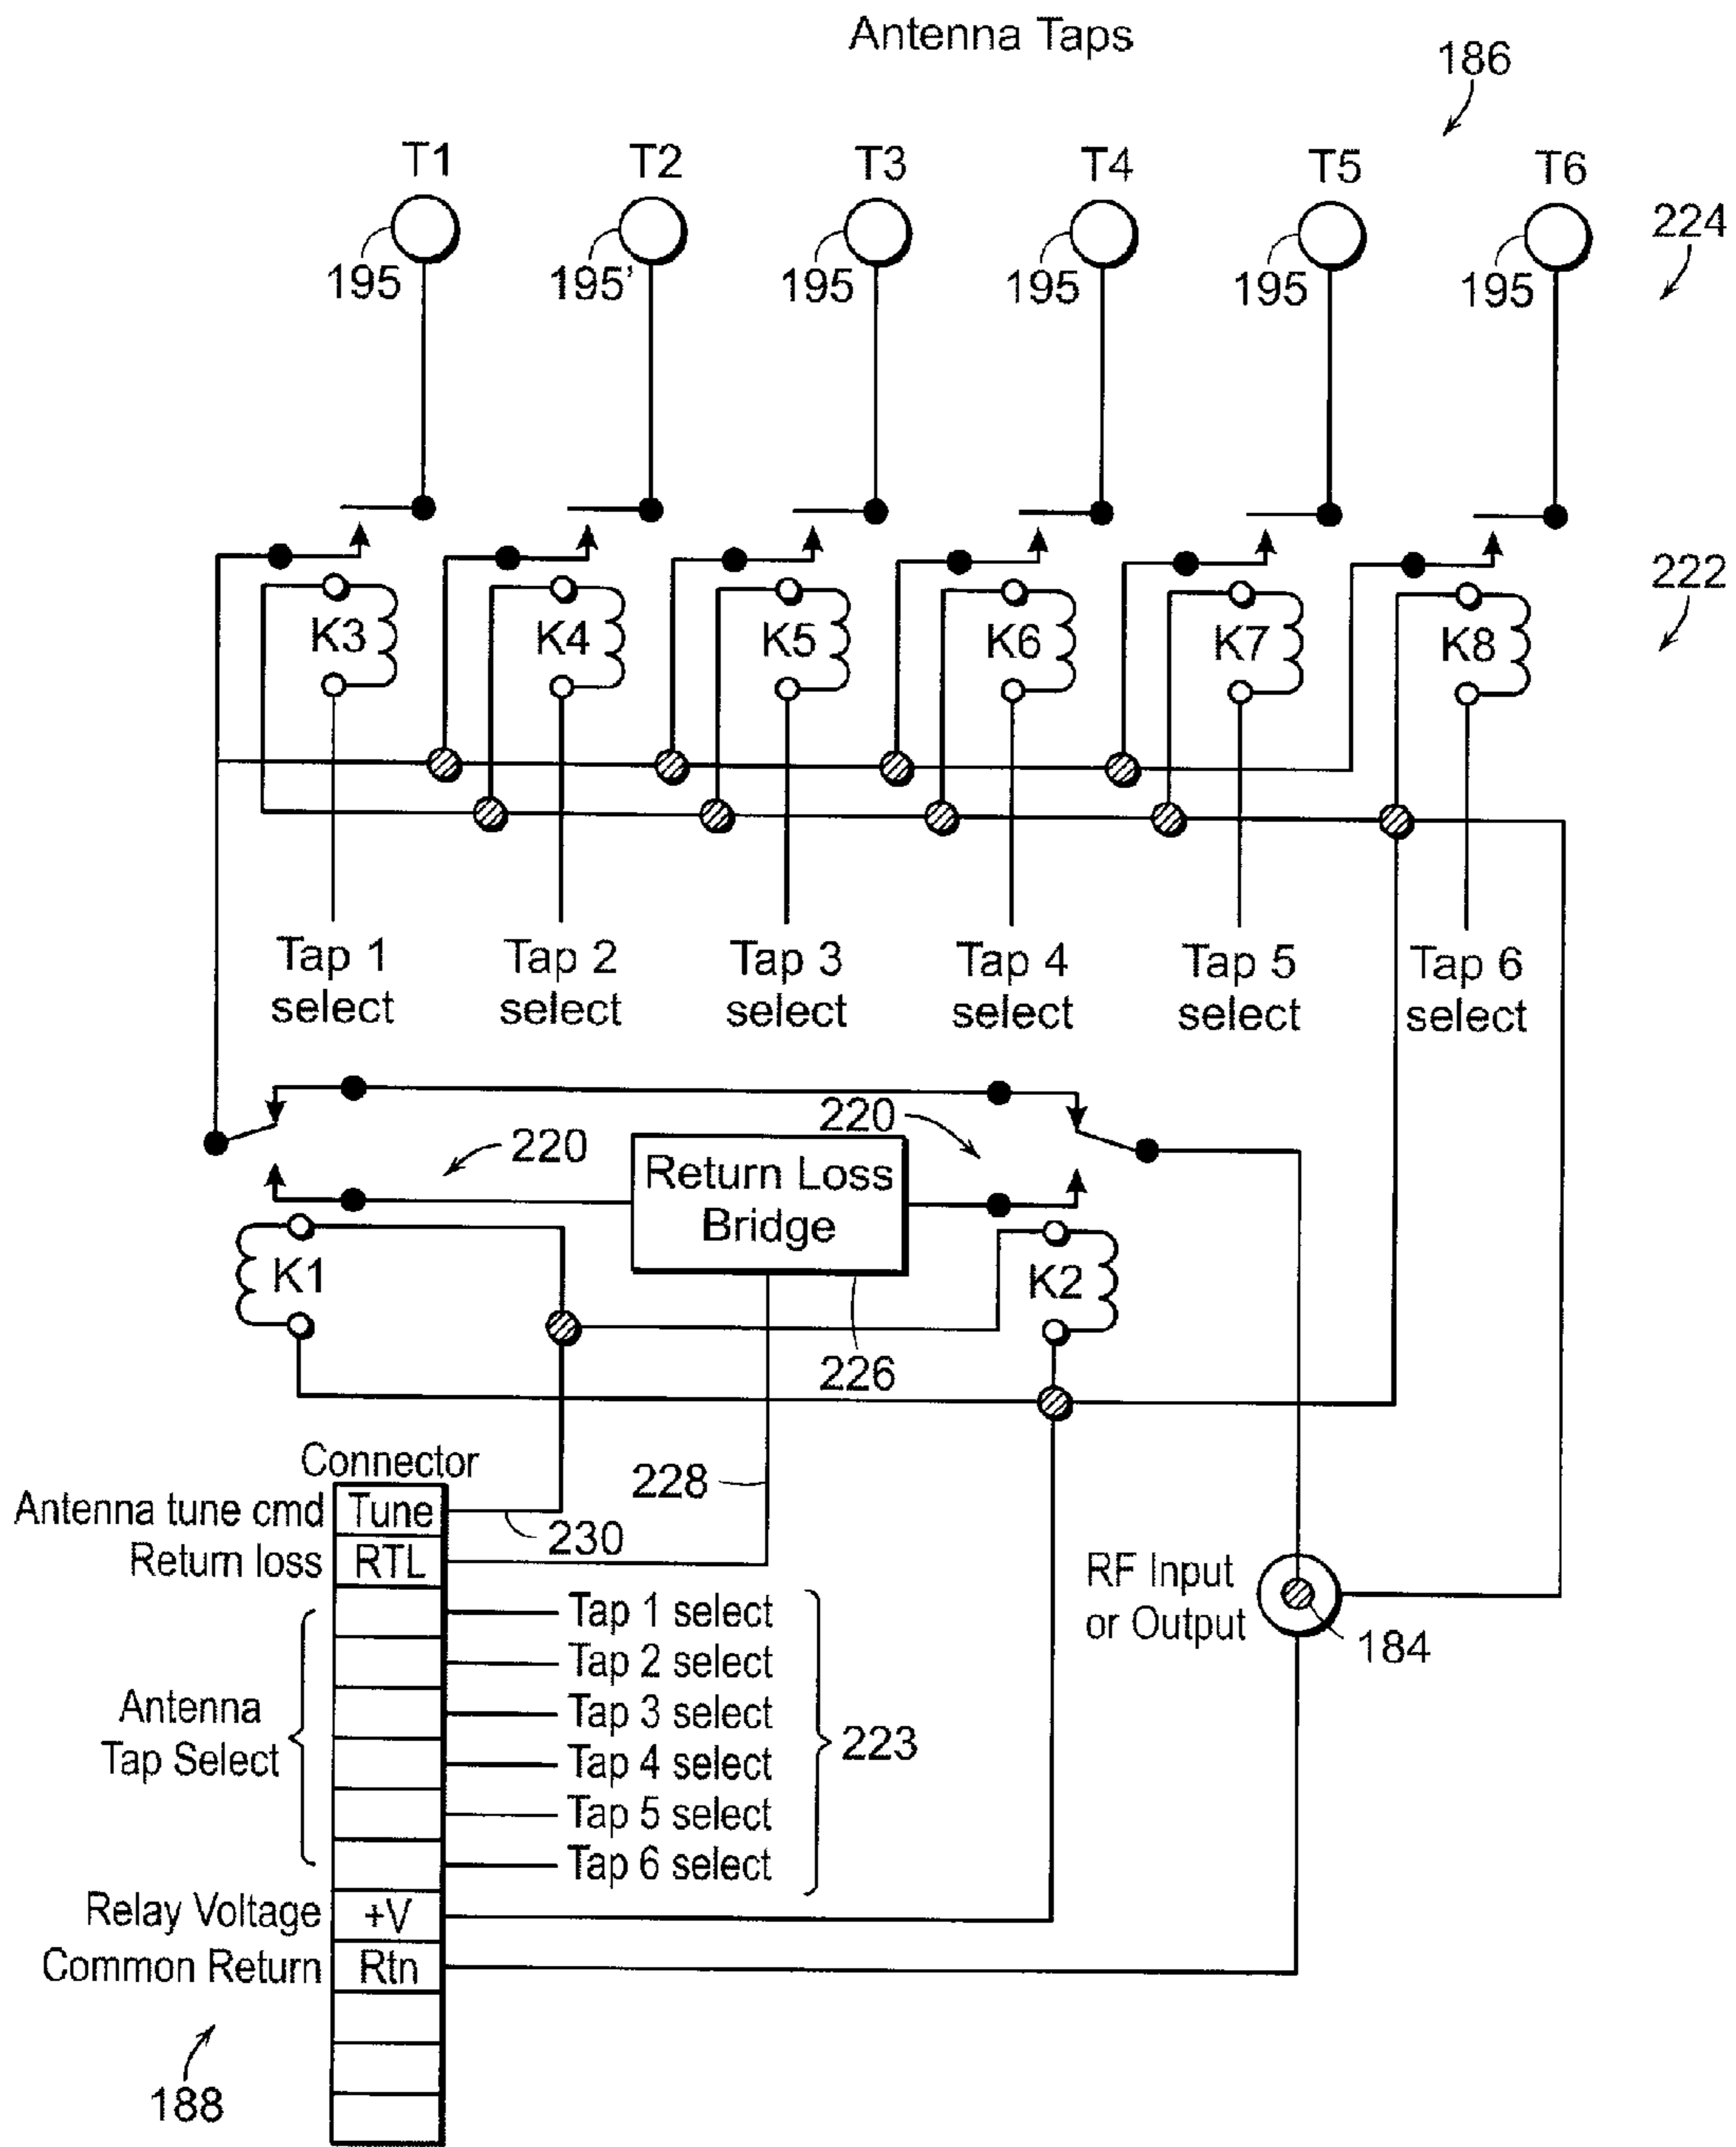 Antenna Taps
186
T1 T2 T3 T4 T5 T6
224
195 195' 195 195 195 195
222
K3 K4 K5 K6 K7 K8
Tap 1 select
Tap 2 select
Tap 3 select
Tap 4 select
Tap 5 select
Tap 6 select
220
220
Return Loss
Bridge
K1
K2
226
Connector
228
Antenna tune cmd Tune
230
Return loss RTL
RF Input
or Output
184
Tap 1 select
Tap 2 select
Antenna
Tap Select
Tap 3 select
Tap 4 select
223
Tap 5 select
Tap 6 select
Relay Voltage +V
Common Return Rtn
188